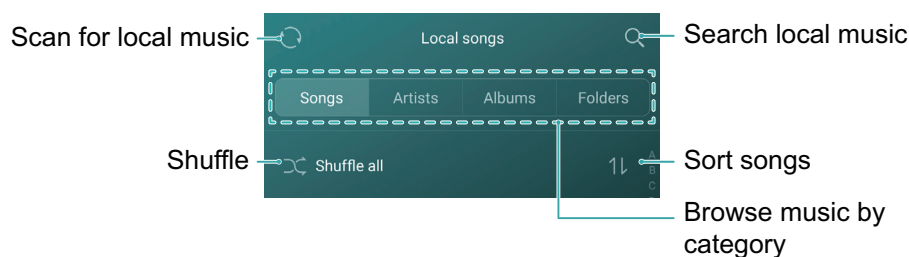 Scan for local music
Local songs
Search local music
Songs Artists Albums Folders
Shuffle
Shuffle all
Sort songs
A
B
C
Browse music by
category